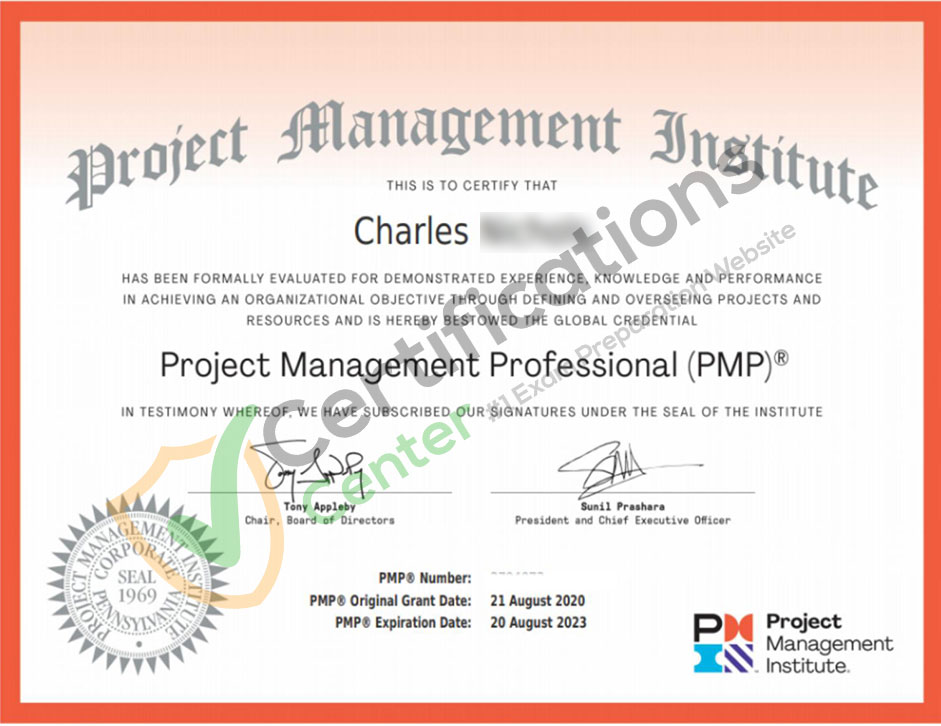 Project Management Institute
THIS IS TO CERTIFY THAT
Charles
HAS BEEN FORMALLY EVALUATED FOR DEMONSTRATED EXPERIENCE, KNOWLEDGE AND PERFORMANCE
IN ACHIEVING AN ORGANIZATIONAL OBJECTIVE THROUGH DEFINING AND OVERSEEING PROJECTS AND
RESOURCES AND IS HEREBY BESTOWED THE GLOBAL CREDENTIAL
Project Management Professional (PMP)®
IN TESTIMONY WHEREOF, WE HAVE SUBSCRIBED OUR SIGNATURES UNDER THE SEAL OF THE INSTITUTE
Certifications
Center
#1 Exam Preparation Website
Tony Appleby
Chair, Board of Directors
Sunil Prashara
President and Chief Executive Officer
PROJECT MANAGEMENT INSTITUTE
CORPORATE
SEAL
1969
PENNSYLVANIA
PMP® Number:
PMP® Original Grant Date: 21 August 2020
PMP® Expiration Date: 20 August 2023
PM
Project
Management
Institute.